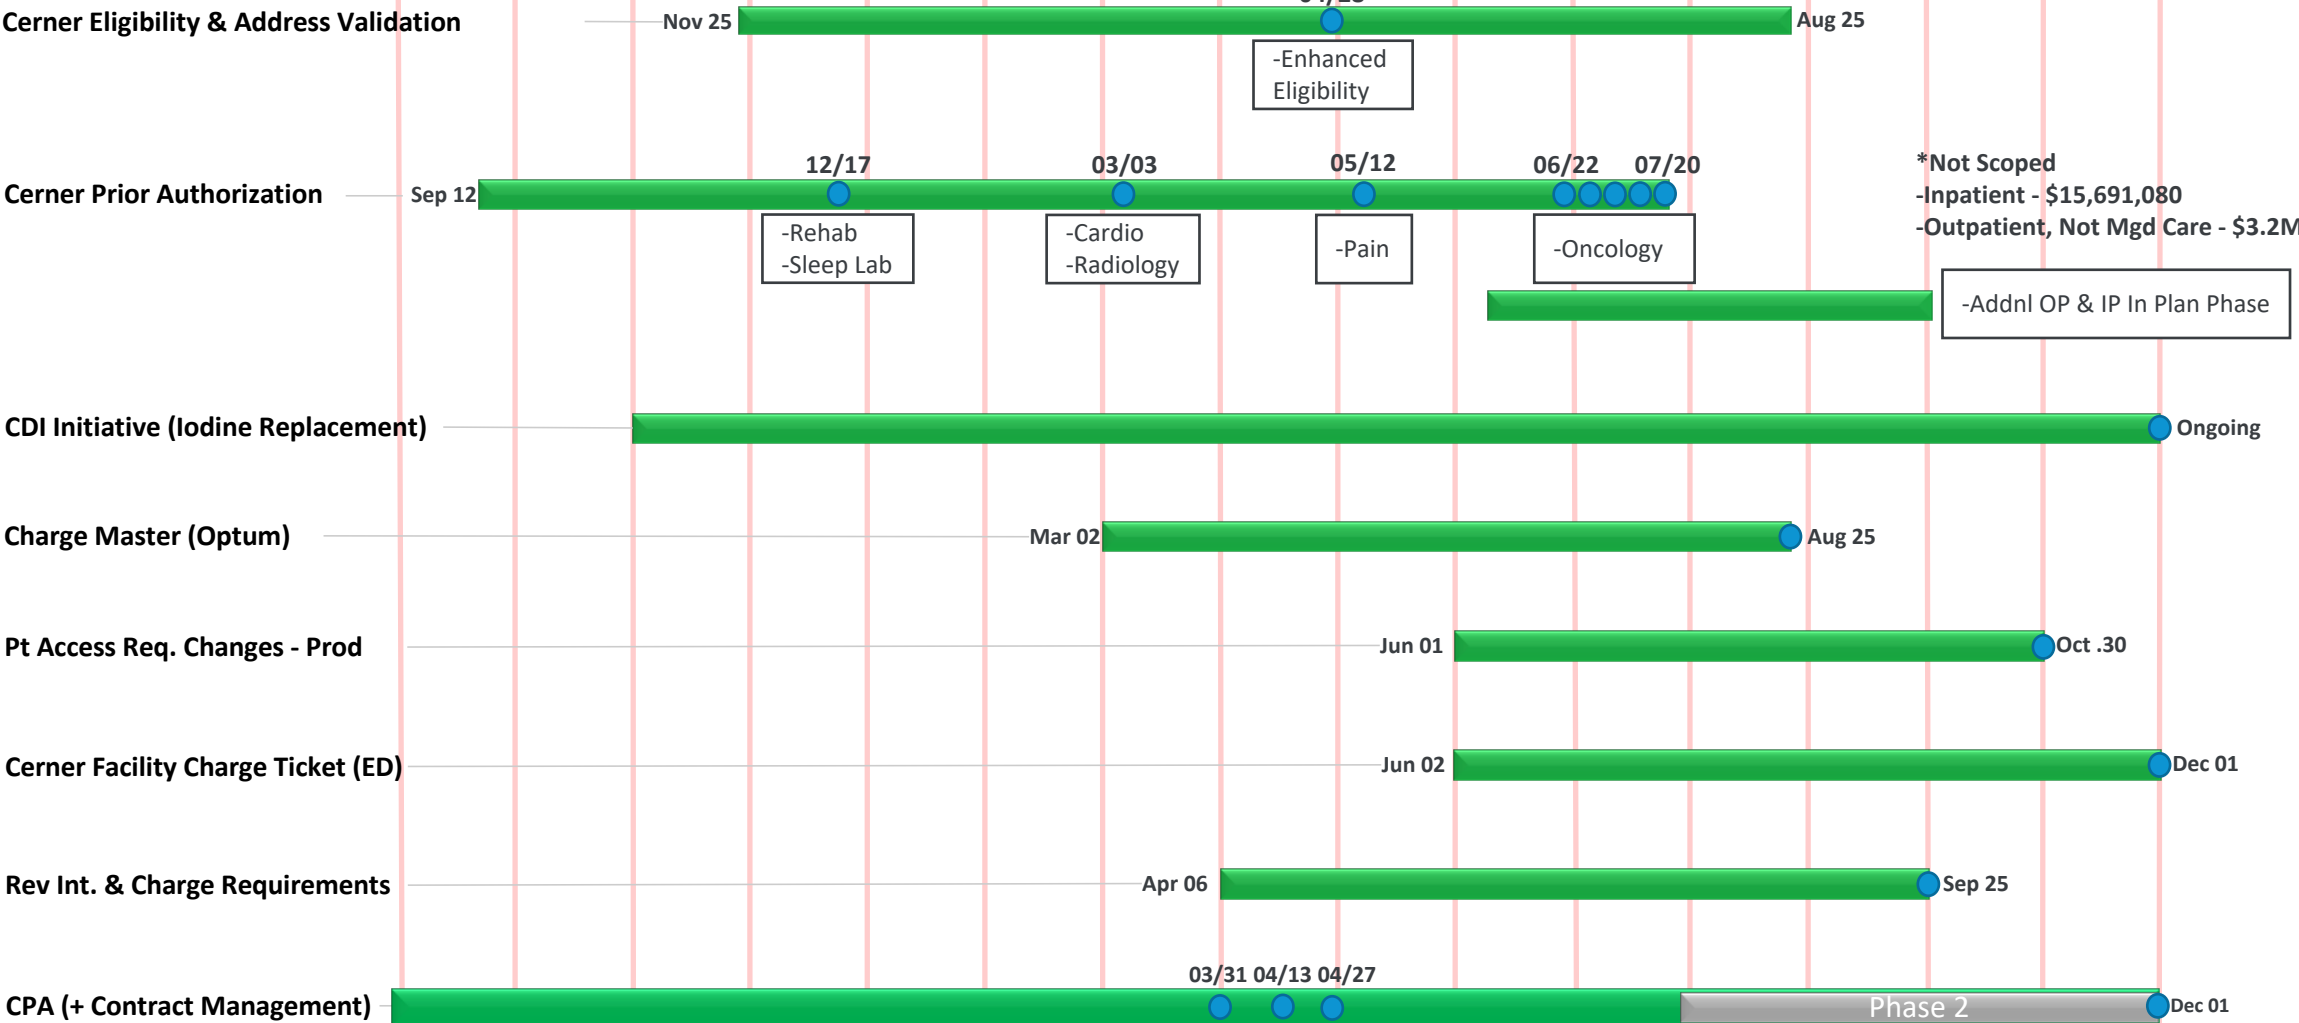 Cerner Eligibility & Address Validation
Nov 25
Aug 25
-Enhanced
Eligibility
12/17
03/03
05/12
06/22
07/20
Cerner Prior Authorization
Sep 12
-Rehab
-Sleep Lab
-Cardio
-Radiology
-Pain
-Oncology
*Not Scoped
-Inpatient - $15,691,080
-Outpatient, Not Mgd Care - $3.2M
-Addnl OP & IP In Plan Phase
CDI Initiative (Iodine Replacement)
Ongoing
Charge Master (Optum)
Mar 02
Aug 25
Pt Access Req. Changes - Prod
Jun 01
Oct .30
Cerner Facility Charge Ticket (ED)
Jun 02
Dec 01
Rev Int. & Charge Requirements
Apr 06
Sep 25
03/31 04/13 04/27
CPA (+ Contract Management)
Phase 2
Dec 01